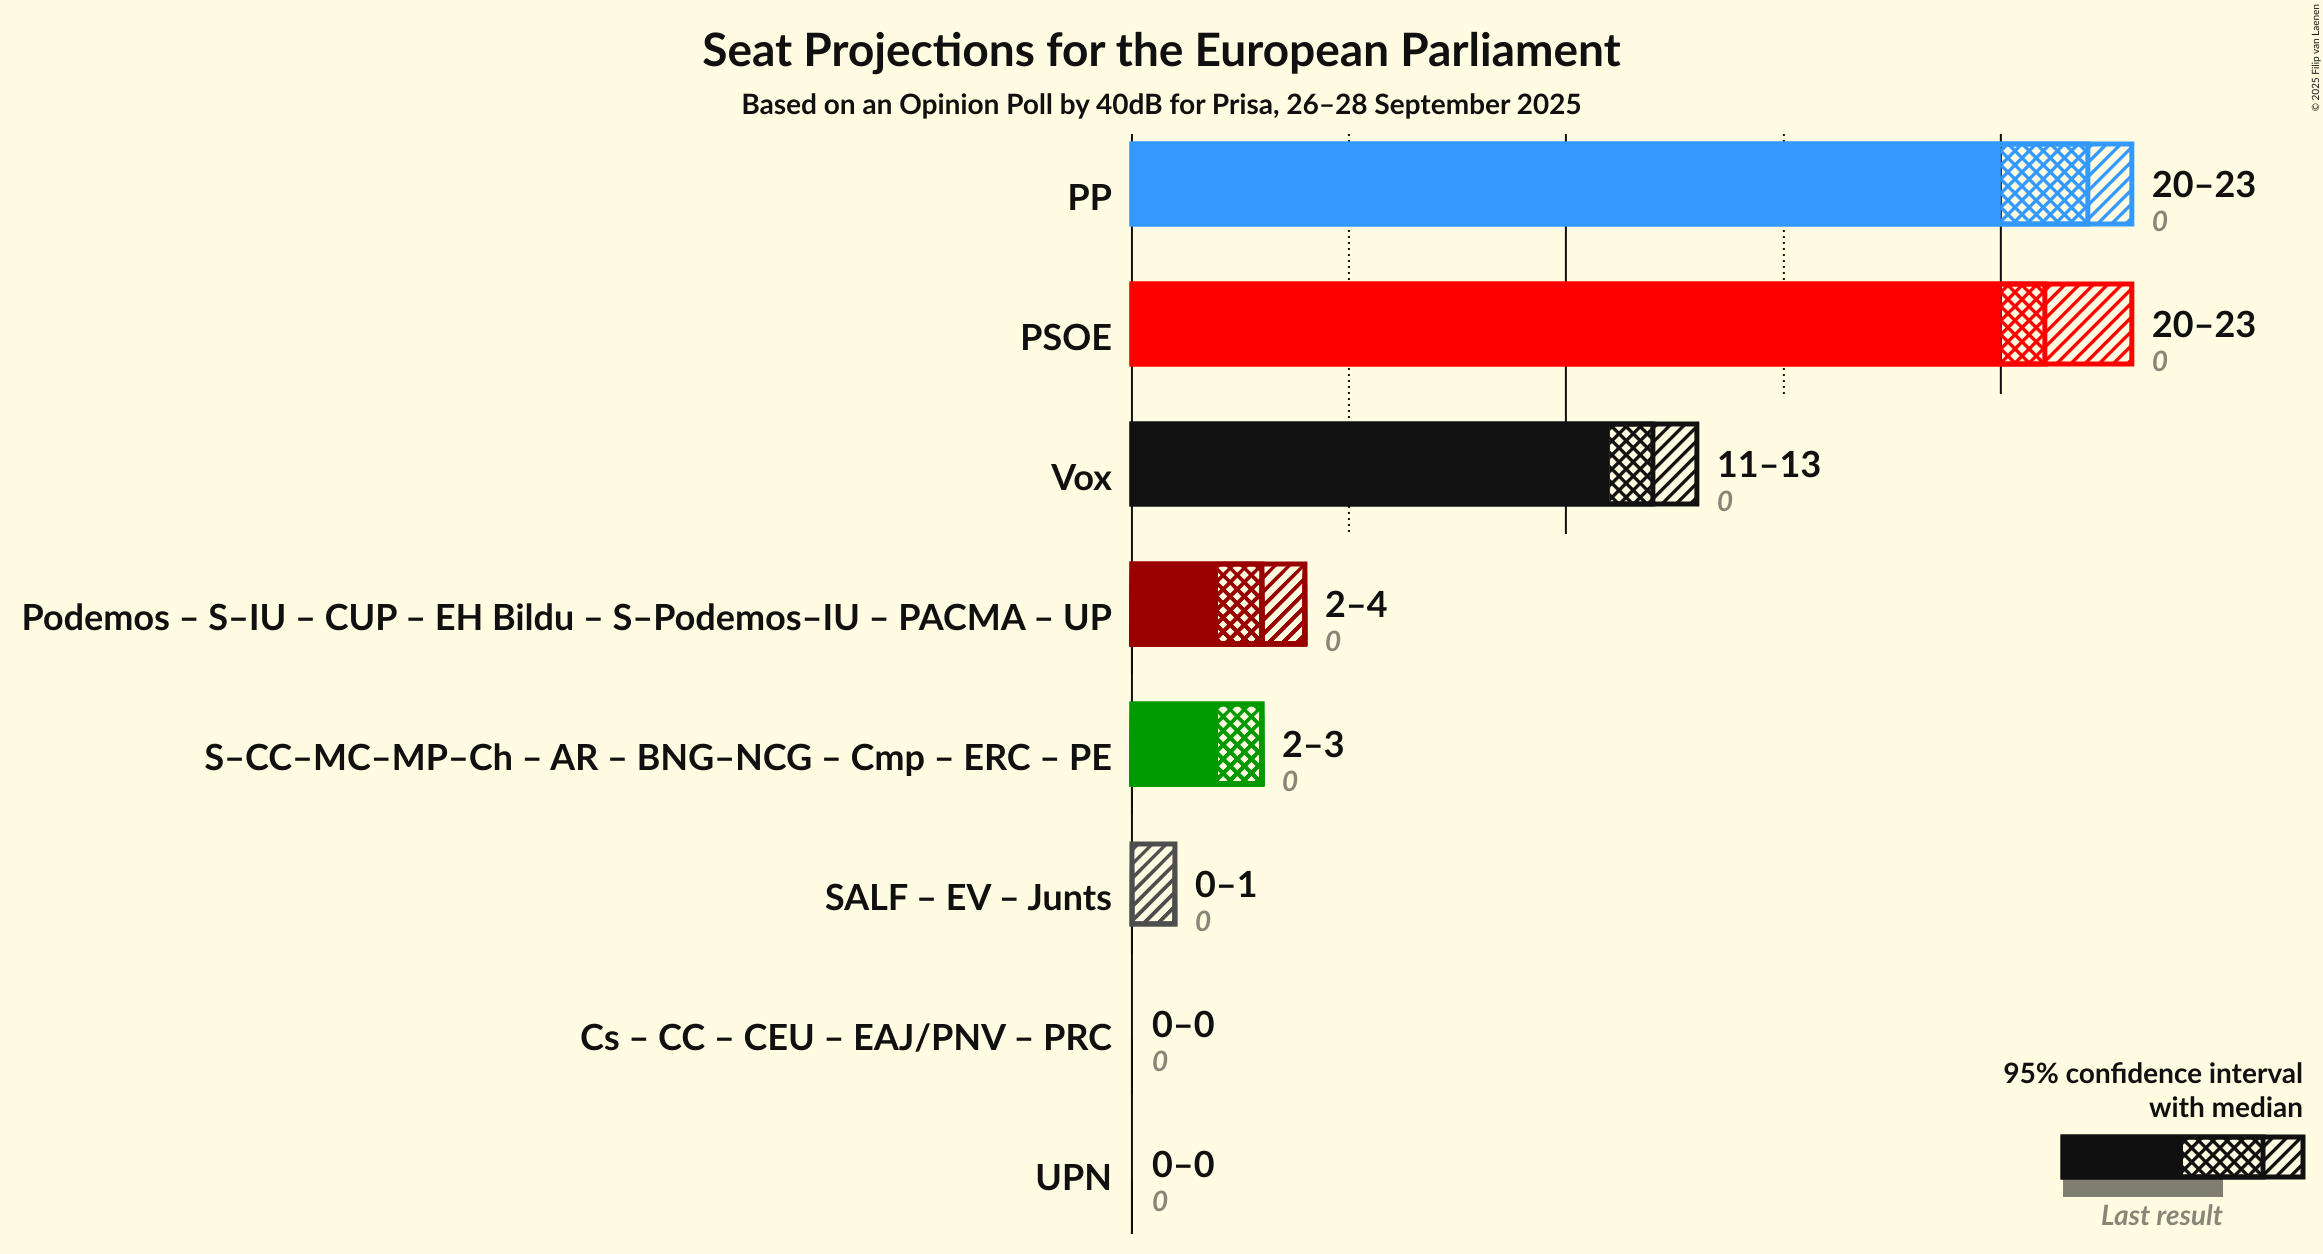 Seat Projections for the European Parliament
Based on an Opinion Poll by 40dB for Prisa, 26–28 September 2025
© 2025 Filip van Laenen
PP
20–23
0
PSOE
20–23
0
Vox
11–13
0
Podemos – S–IU – CUP – EH Bildu – S–Podemos–IU – PACMA – UP
2–4
0
S–CC–MC–MP–Ch – AR – BNG–NCG – Cmp – ERC – PE
2–3
0
SALF – EV – Junts
0–1
0
Cs – CC – CEU – EAJ/PNV – PRC
0–0
0
UPN
0–0
0
95% confidence interval
with median
Last result